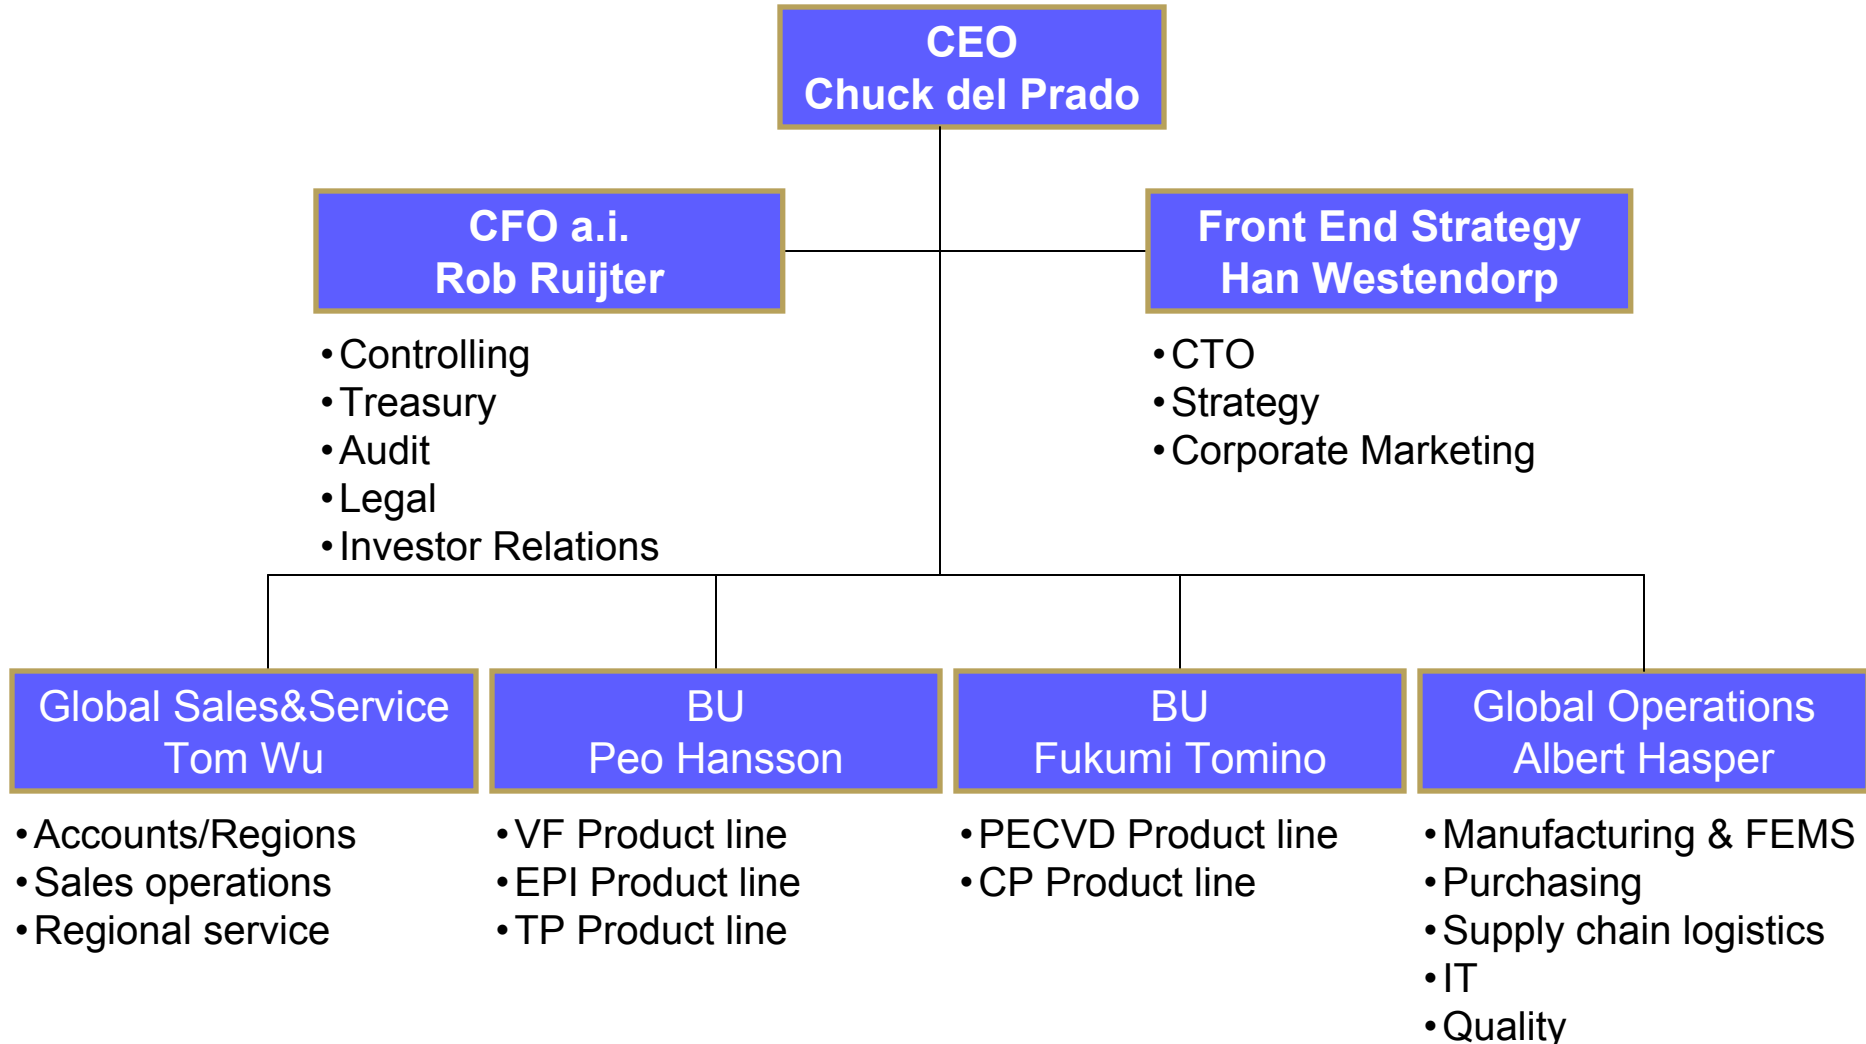 CEO
Chuck del Prado
CFO a.i.
Rob Ruijter
Front End Strategy
Han Westendorp
•Controlling
•Treasury
•Audit
•Legal
•Investor Relations
•CTO
•Strategy
•Corporate Marketing
Global Sales&Service
Tom Wu
BU
Peo Hansson
BU
Fukumi Tomino
Global Operations
Albert Hasper
•Accounts/Regions
•Sales operations
•Regional service
•VF Product line
•EPI Product line
•TP Product line
•PECVD Product line
•CP Product line
•Manufacturing & FEMS
•Purchasing
•Supply chain logistics
•IT
•Quality